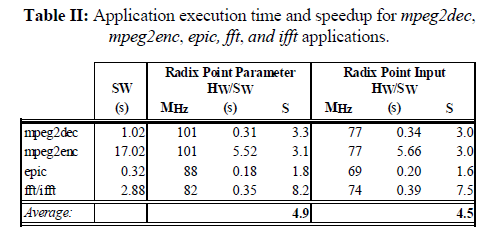 Table II: Application execution time and speedup for mpeg2dec,
mpeg2enc, epic, fft, and ifft applications.
Radix Point Parameter Radix Point Input
SW HW/SW HW/SW
(s) MHz (s) S MHz (s) S
mpeg2dec 1.02 101 0.31 3.3 77 0.34 3.0
mpeg2enc 17.02 101 5.52 3.1 77 5.66 3.0
epic 0.32 88 0.18 1.8 69 0.20 1.6
fft/ifft 2.88 82 0.35 8.2 74 0.39 7.5
Average: 4.9 4.5